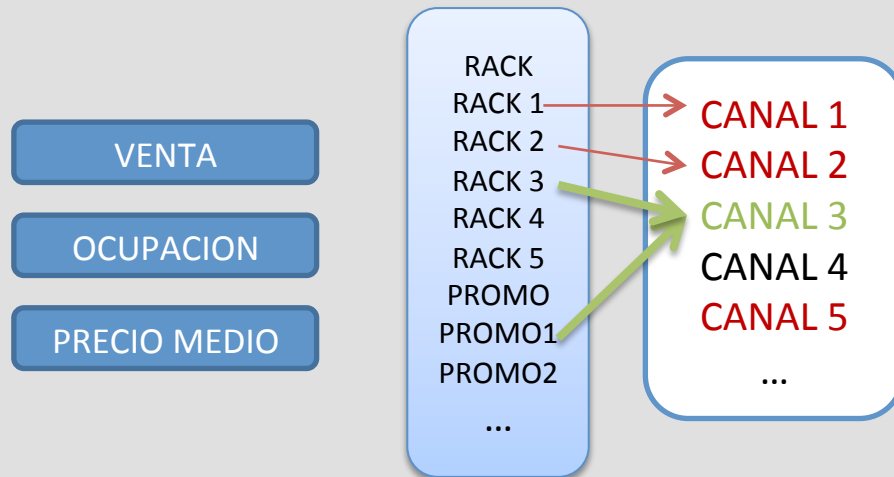 VENTA
OCUPACION
PRECIO MEDIO
RACK
RACK 1
RACK 2
RACK 3
RACK 4
RACK 5
PROMO
PROMO1
PROMO2
...
CANAL 1
CANAL 2
CANAL 3
CANAL 4
CANAL 5
...